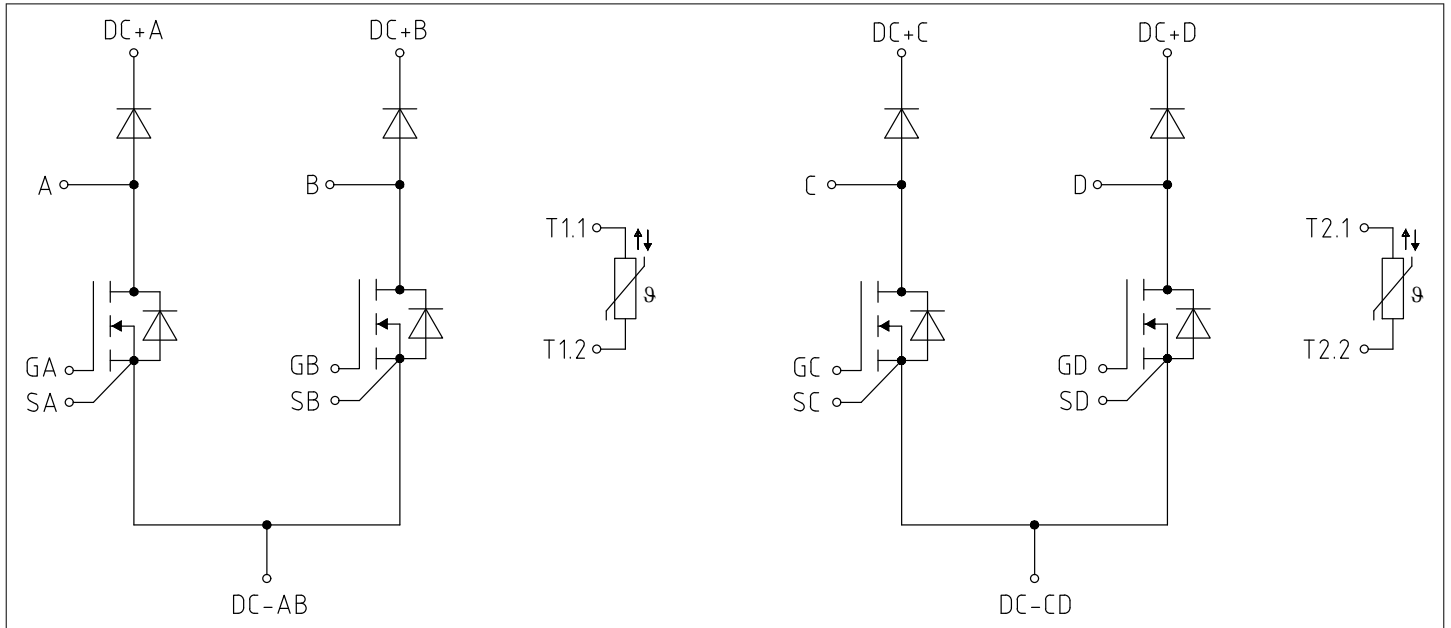 DC+A
DC+B
DC+C
DC+D
A
B
C
D
T1.1
T2.1
ϑ
ϑ
T1.2
T2.2
GA
GB
GC
GD
SA
SB
SC
SD
DC-AB
DC-CD